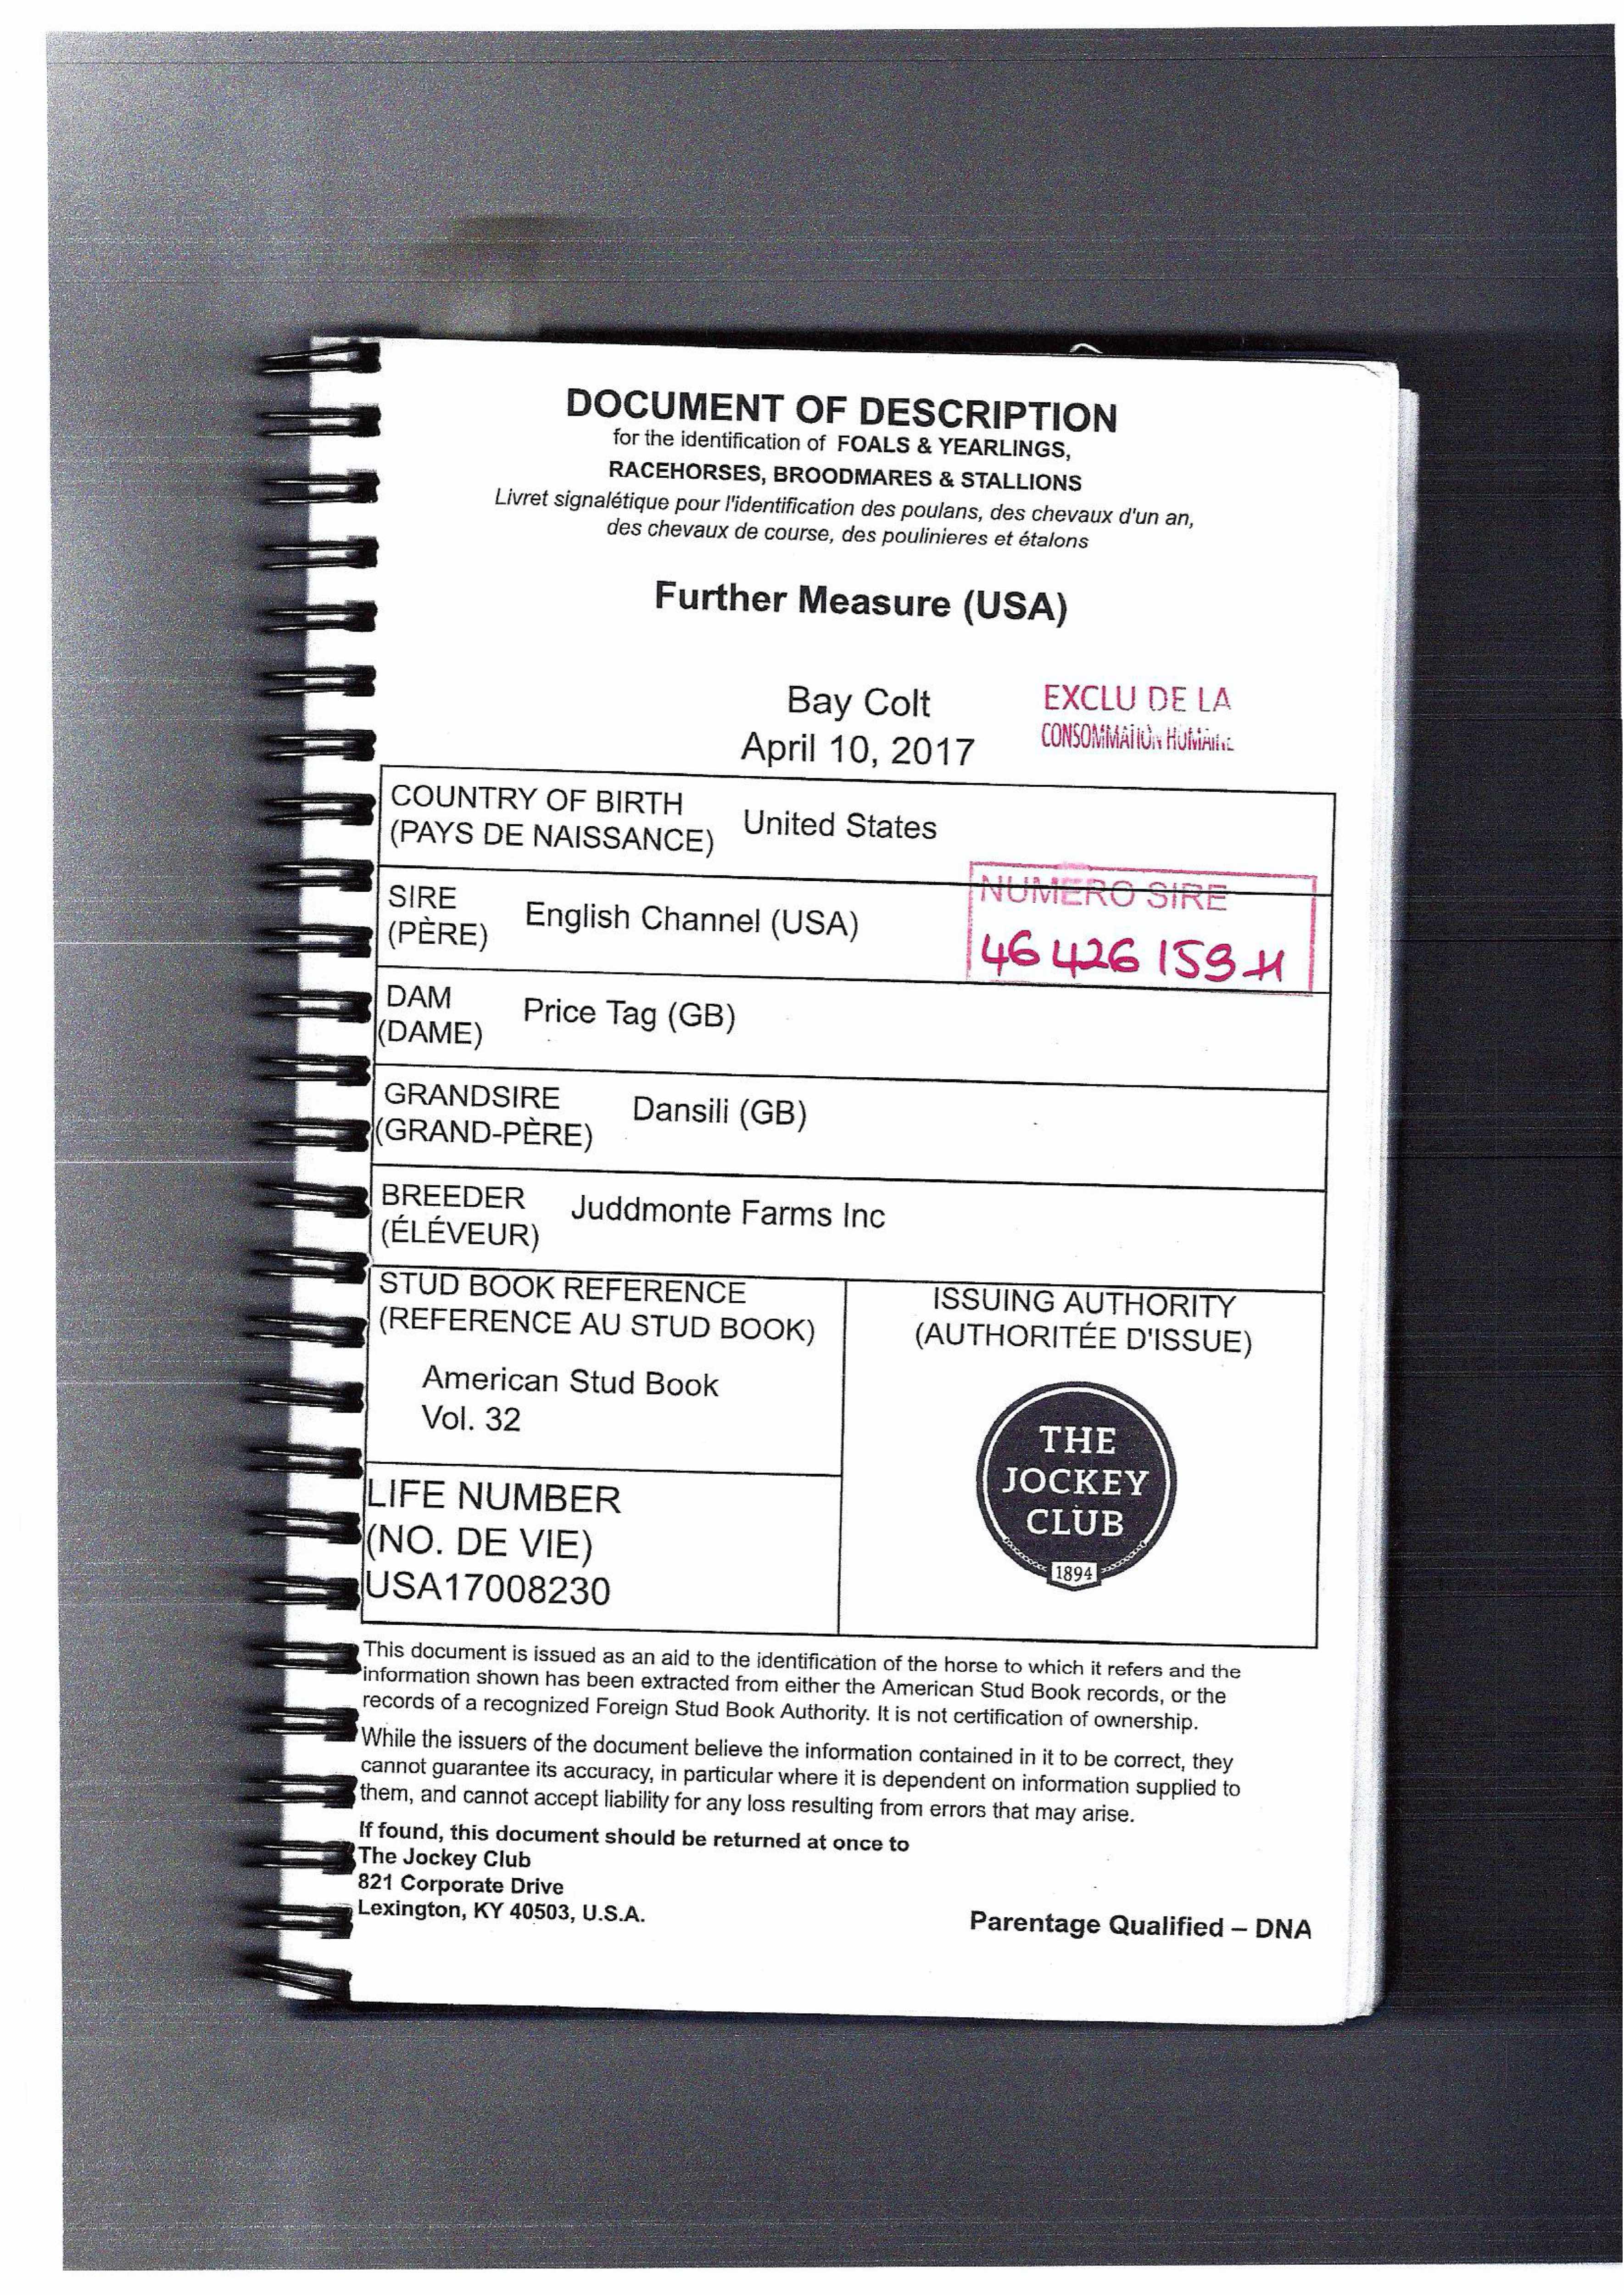 DOCUMENT OF DESCRIPTION
for the identification of FOALS & YEARLINGS,
RACEHORSES, BROODMARES & STALLIONS
Livret signalétique pour l'identification des poulans, des chevaux d'un an,
des chevaux de course, des poulinieres et étalons
Further Measure (USA)
Bay Colt
April 10, 2017
EXCLU DE LA
CONSOMMATION HUMAINE
COUNTRY OF BIRTH
(PAYS DE NAISSANCE)
United States
SIRE
(PÈRE)
English Channel (USA)
NUMERO SIRE
46 426 159 H
DAM
(DAME)
Price Tag (GB)
GRANDSIRE
(GRAND-PÈRE)
Dansili (GB)
BREEDER
(ÉLÉVEUR)
Juddmonte Farms Inc
STUD BOOK REFERENCE
(REFERENCE AU STUD BOOK)
American Stud Book
Vol. 32
ISSUING AUTHORITY
(AUTHORITÉE D'ISSUE)
THE
JOCKEY
CLUB
1894
LIFE NUMBER
(NO. DE VIE)
USA17008230
This document is issued as an aid to the identification of the horse to which it refers and the
information shown has been extracted from either the American Stud Book records, or the
records of a recognized Foreign Stud Book Authority. It is not certification of ownership.
While the issuers of the document believe the information contained in it to be correct, they
cannot guarantee its accuracy, in particular where it is dependent on information supplied to
them, and cannot accept liability for any loss resulting from errors that may arise.
If found, this document should be returned at once to
The Jockey Club
821 Corporate Drive
Lexington, KY 40503, U.S.A.
Parentage Qualified – DNA